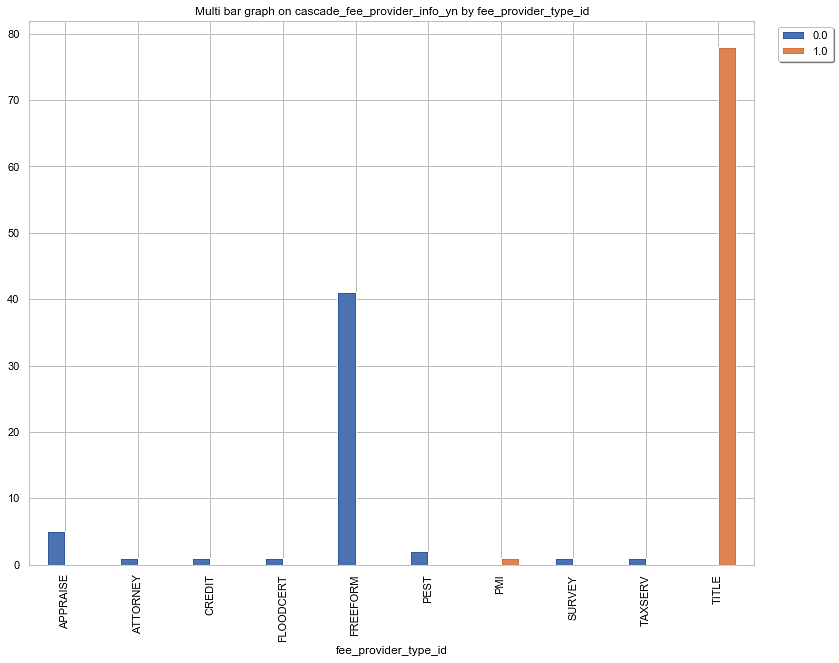 Multi bar graph on cascade_fee_provider_info_yn by fee_provider_type_id
0.0
1.0
80
70
60
50
40
30
20
10
0
APPRAISE
ATTORNEY
CREDIT
FLOODCERT
FREEFORM
PEST
PMI
SURVEY
TAXSERV
TITLE
fee_provider_type_id